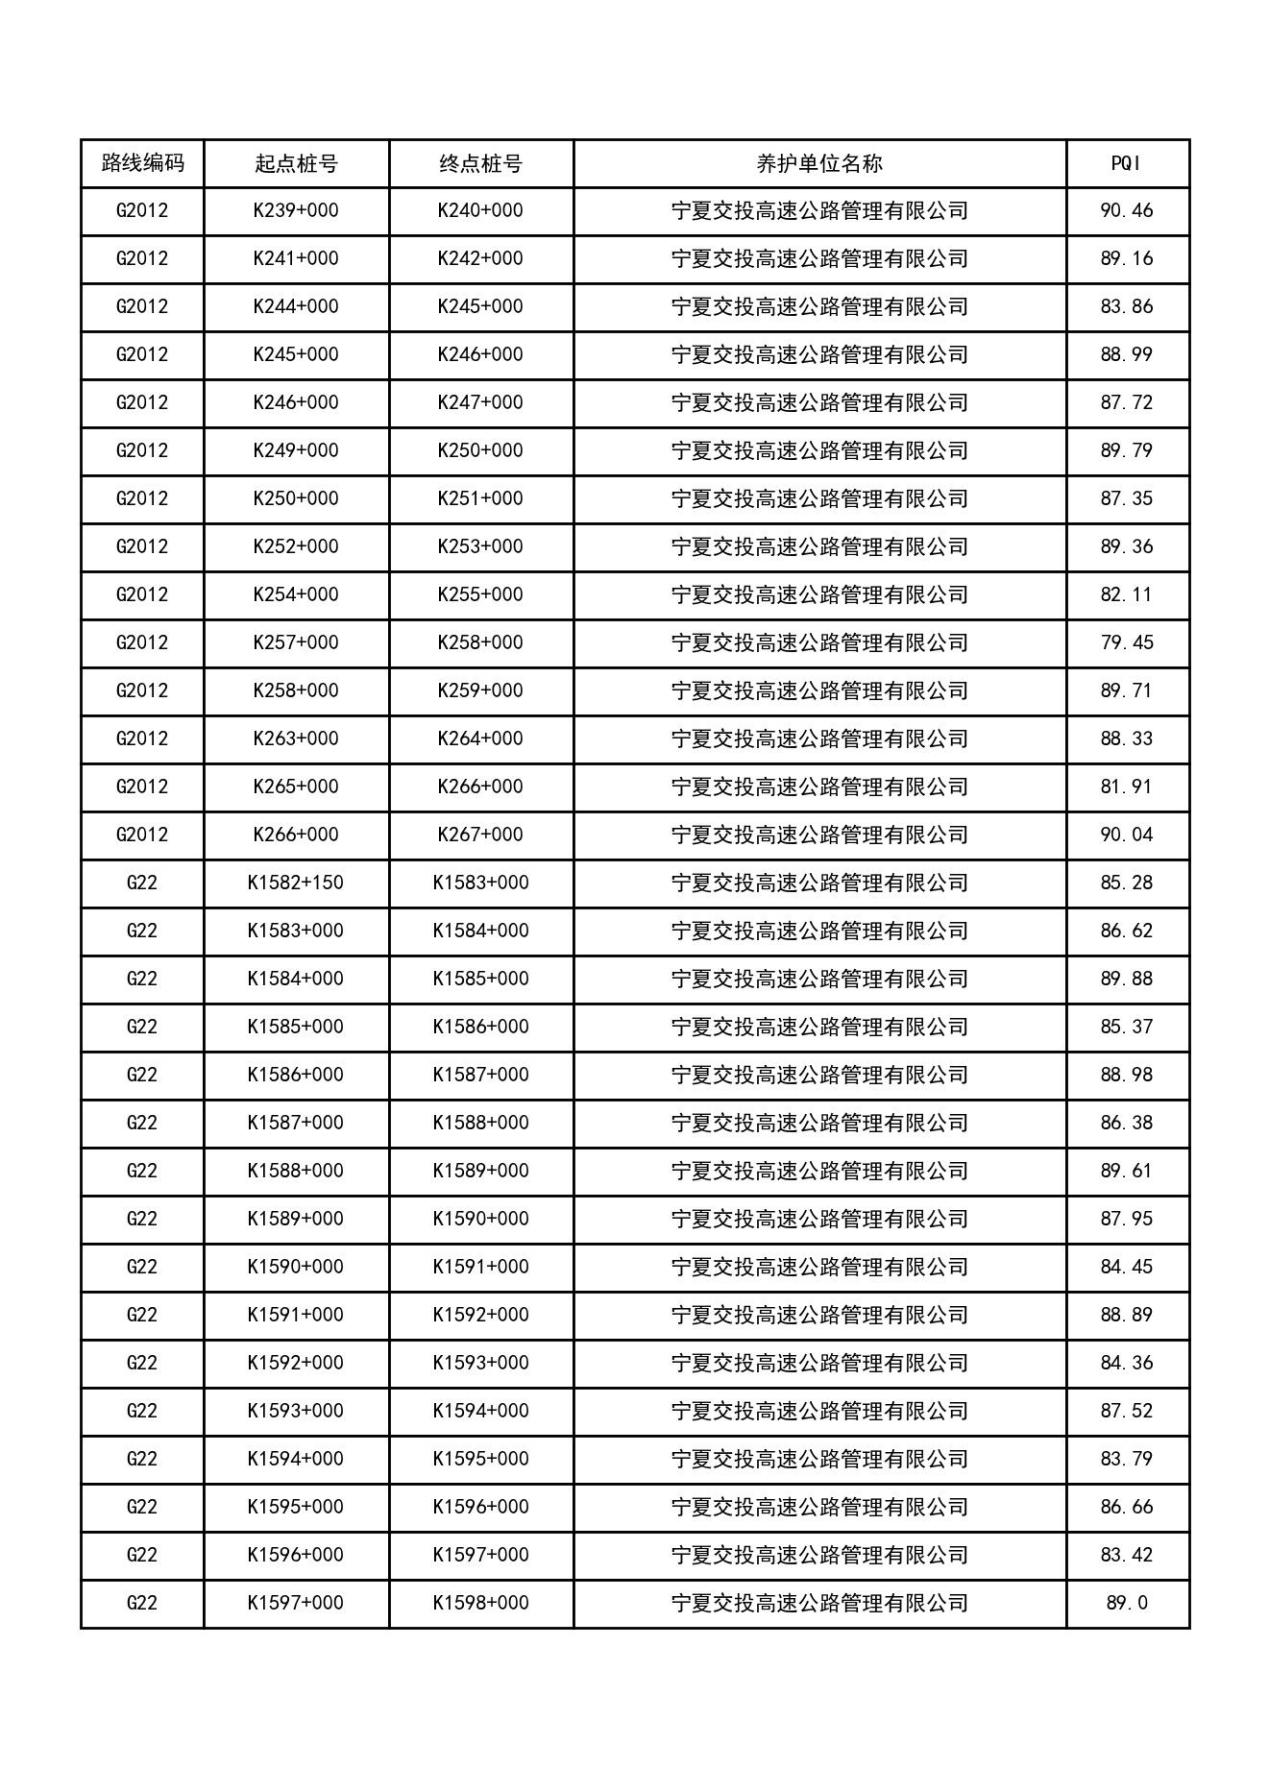 路线编码 起点桩号 终点桩号 养护单位名称 PQI
G2012 K239+000 K240+000 宁夏交投高速公路管理有限公司 90.46
G2012 K241+000 K242+000 宁夏交投高速公路管理有限公司 89.16
G2012 K244+000 K245+000 宁夏交投高速公路管理有限公司 83.86
G2012 K245+000 K246+000 宁夏交投高速公路管理有限公司 88.99
G2012 K246+000 K247+000 宁夏交投高速公路管理有限公司 87.72
G2012 K249+000 K250+000 宁夏交投高速公路管理有限公司 89.79
G2012 K250+000 K251+000 宁夏交投高速公路管理有限公司 87.35
G2012 K252+000 K253+000 宁夏交投高速公路管理有限公司 89.36
G2012 K254+000 K255+000 宁夏交投高速公路管理有限公司 82.11
G2012 K257+000 K258+000 宁夏交投高速公路管理有限公司 79.45
G2012 K258+000 K259+000 宁夏交投高速公路管理有限公司 89.71
G2012 K263+000 K264+000 宁夏交投高速公路管理有限公司 88.33
G2012 K265+000 K266+000 宁夏交投高速公路管理有限公司 81.91
G2012 K266+000 K267+000 宁夏交投高速公路管理有限公司 90.04
G22 K1582+150 K1583+000 宁夏交投高速公路管理有限公司 85.28
G22 K1583+000 K1584+000 宁夏交投高速公路管理有限公司 86.62
G22 K1584+000 K1585+000 宁夏交投高速公路管理有限公司 89.88
G22 K1585+000 K1586+000 宁夏交投高速公路管理有限公司 85.37
G22 K1586+000 K1587+000 宁夏交投高速公路管理有限公司 88.98
G22 K1587+000 K1588+000 宁夏交投高速公路管理有限公司 86.38
G22 K1588+000 K1589+000 宁夏交投高速公路管理有限公司 89.61
G22 K1589+000 K1590+000 宁夏交投高速公路管理有限公司 87.95
G22 K1590+000 K1591+000 宁夏交投高速公路管理有限公司 84.45
G22 K1591+000 K1592+000 宁夏交投高速公路管理有限公司 88.89
G22 K1592+000 K1593+000 宁夏交投高速公路管理有限公司 84.36
G22 K1593+000 K1594+000 宁夏交投高速公路管理有限公司 87.52
G22 K1594+000 K1595+000 宁夏交投高速公路管理有限公司 83.79
G22 K1595+000 K1596+000 宁夏交投高速公路管理有限公司 86.66
G22 K1596+000 K1597+000 宁夏交投高速公路管理有限公司 83.42
G22 K1597+000 K1598+000 宁夏交投高速公路管理有限公司 89.0